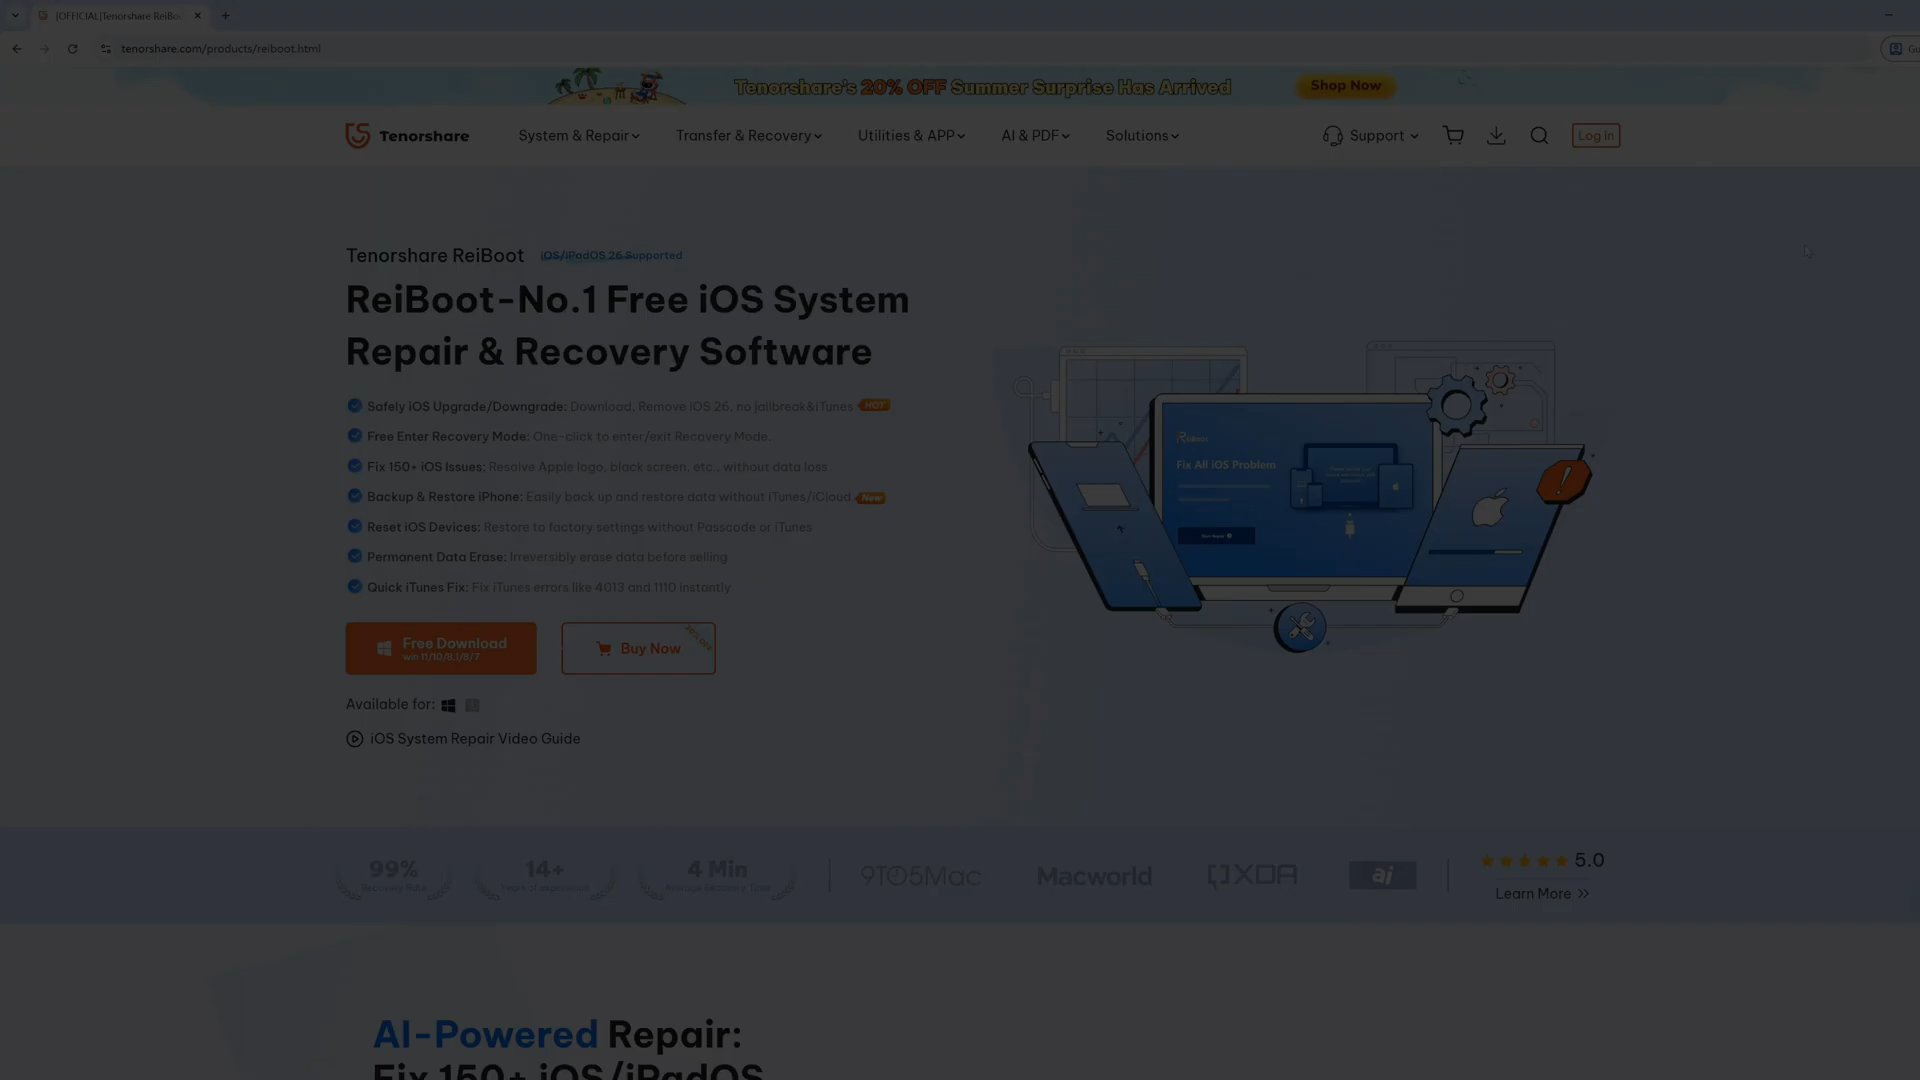 [OFFICIAL]Tenorshare ReiBo
tenorshare.com/products/reiboot.html
Tenorshare's 20% OFF Summer Surprise Has Arrived
Shop Now
Tenorshare
System & Repair
Transfer & Recovery
Utilities & APP
AI & PDF
Solutions
Support
Log in
Tenorshare ReiBoot
iOS/iPadOS 26 Supported
ReiBoot-No.1 Free iOS System
Repair & Recovery Software
Safely iOS Upgrade/Downgrade: Download, Remove iOS 26, no jailbreak&iTunes HOT
Free Enter Recovery Mode: One-click to enter/exit Recovery Mode.
Fix 150+ iOS Issues: Resolve Apple logo, black screen, etc., without data loss
Backup & Restore iPhone: Easily back up and restore data without iTunes/iCloud New
Reset iOS Devices: Restore to factory settings without Passcode or iTunes
Permanent Data Erase: Irreversibly erase data before selling
Quick iTunes Fix: Fix iTunes errors like 4013 and 1110 instantly
Free Download
win 11/10/8.1/8/7
Buy Now
Available for:
iOS System Repair Video Guide
ReiBoot
Fix All iOS Problem
99%
Recovery Rate
14+
Years of experience
4 Min
Average Recovery Time
9TO5Mac
Macworld
XDA
ai
5.0
Learn More
AI-Powered Repair:
Fix 150+ iOS/iPadOS